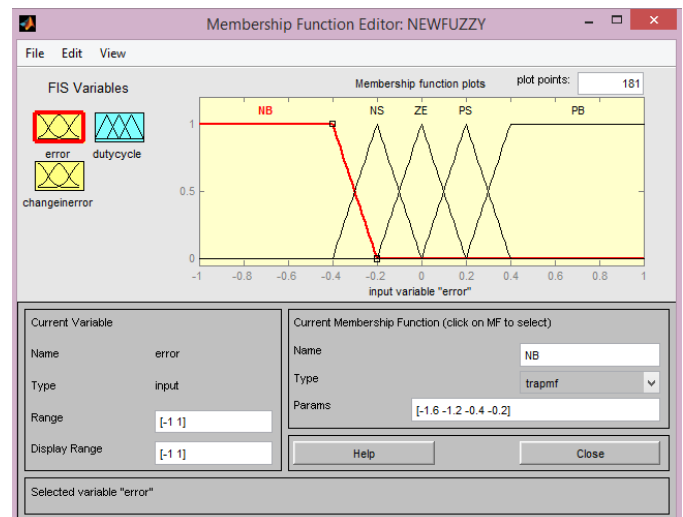 Membership Function Editor: NEWFUZZY
File Edit View
FIS Variables
error dutycycle
changeinerror
Membership function plots plot points: 181
NB NS ZE PS PB
1
0.5
0
-1 -0.8 -0.6 -0.4 -0.2 0 0.2 0.4 0.6 0.8 1
input variable "error"
Current Variable
Name error
Type input
Range [-1 1]
Display Range [-1 1]
Current Membership Function (click on MF to select)
Name NB
Type trapmf
Params [-1.6 -1.2 -0.4 -0.2]
Help Close
Selected variable "error"